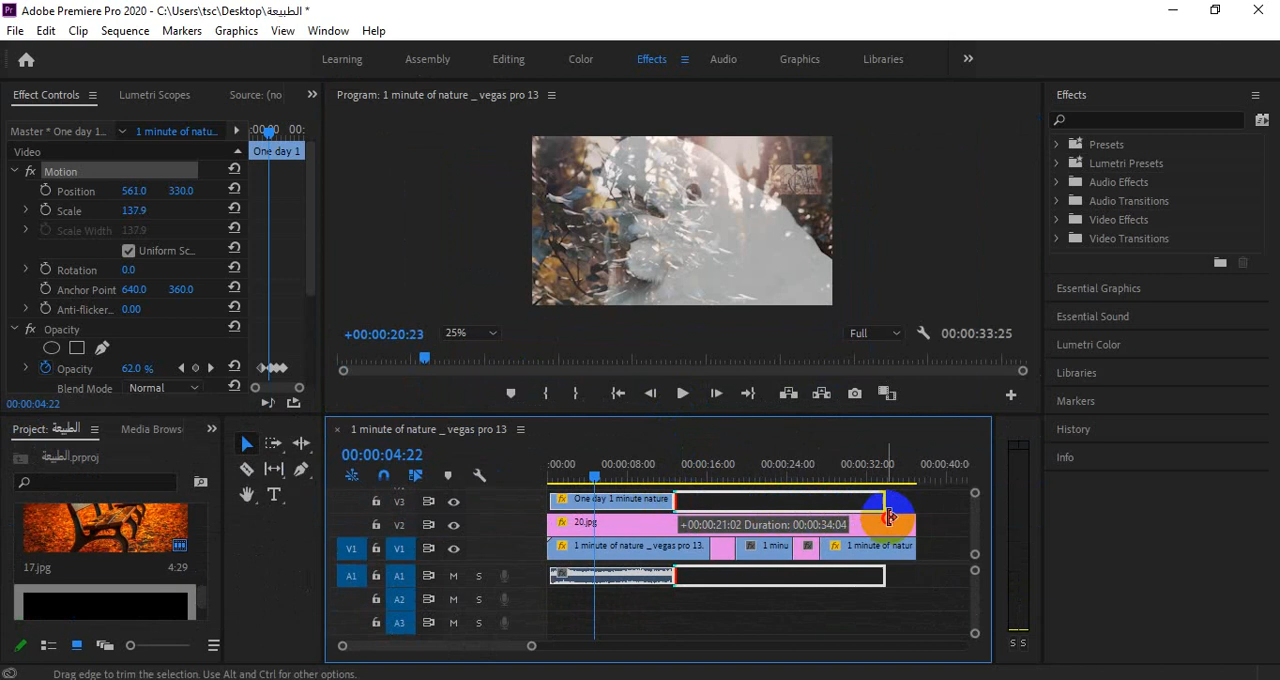 Adobe Premiere Pro 2020 - C:\Users\tsc\Desktop\الطبيعة *
File Edit Clip Sequence Markers Graphics View Window Help
Learning Assembly Editing Color Effects Audio Graphics Libraries
Effect Controls Lumetri Scopes Source: (no
Program: 1 minute of nature _ vegas pro 13
Effects
Master * One day 1... 1 minute of natu... :00:00 00:
Video
One day 1
Motion
Position 561.0 330.0
Scale 137.9
Scale Width 137.9
Uniform Sc...
Rotation 0.0
Anchor Point 640.0 360.0
Anti-flicker... 0.00
Opacity
Opacity 62.0 %
Blend Mode Normal
00:00:04:22
+00:00:20:23 25% Full 00:00:33:25
Presets
Lumetri Presets
Audio Effects
Audio Transitions
Video Effects
Video Transitions
Essential Graphics
Essential Sound
Lumetri Color
Libraries
Markers
History
Info
Project: الطبيعة Media Brows
الطبيعة.prproj
17.jpg 4:29
× 1 minute of nature _ vegas pro 13
00:00:04:22
:00:00 00:00:08:00 00:00:16:00 00:00:24:00 00:00:32:00 00:00:40:0
V3 One day 1 minute nature
V2 20.jpg
+00:00:21:02 Duration: 00:00:34:04
V1 V1 1 minute of nature _ vegas pro 13. 1 minu 1 minute of natur
A1 A1 M S
A2 M S
A3 M S
S S
Drag edge to trim the selection. Use Alt and Ctrl for other options.